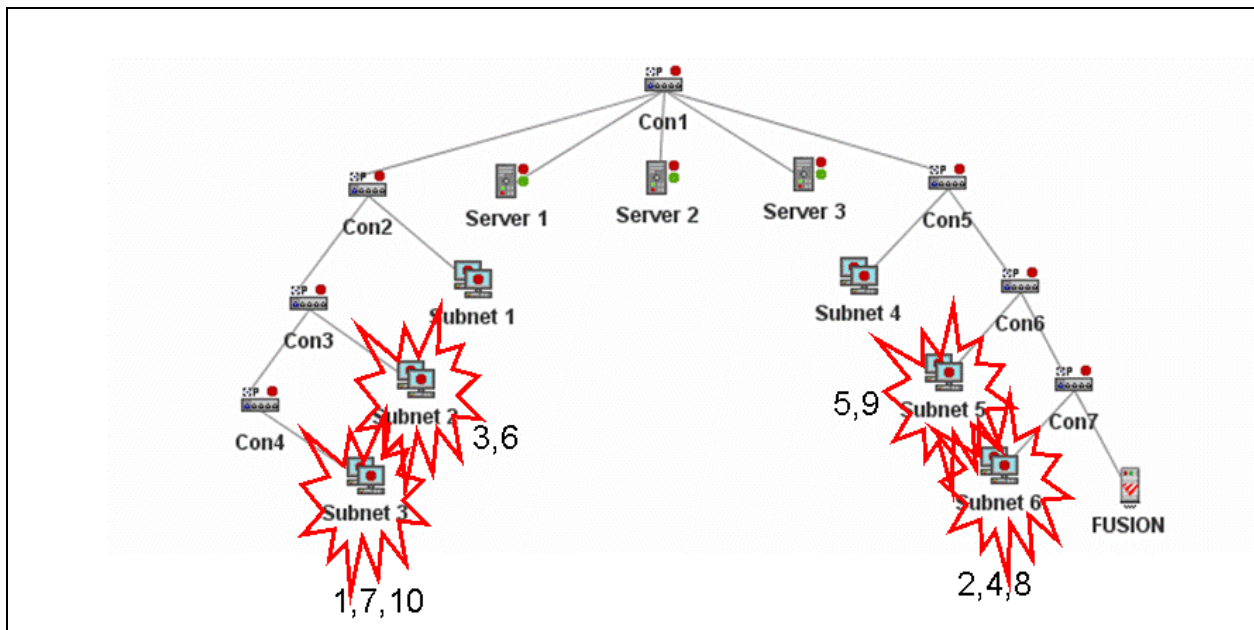 P
Con1
P
P
Con2
Server 1
Server 2
Server 3
Con5
P
P
Subnet 1
Subnet 4
Con3
Con6
P
P
Subnet 2
3,6
5,9
Subnet 5
Con4
Con7
Subnet 3
Subnet 6
FUSION
1,7,10
2,4,8